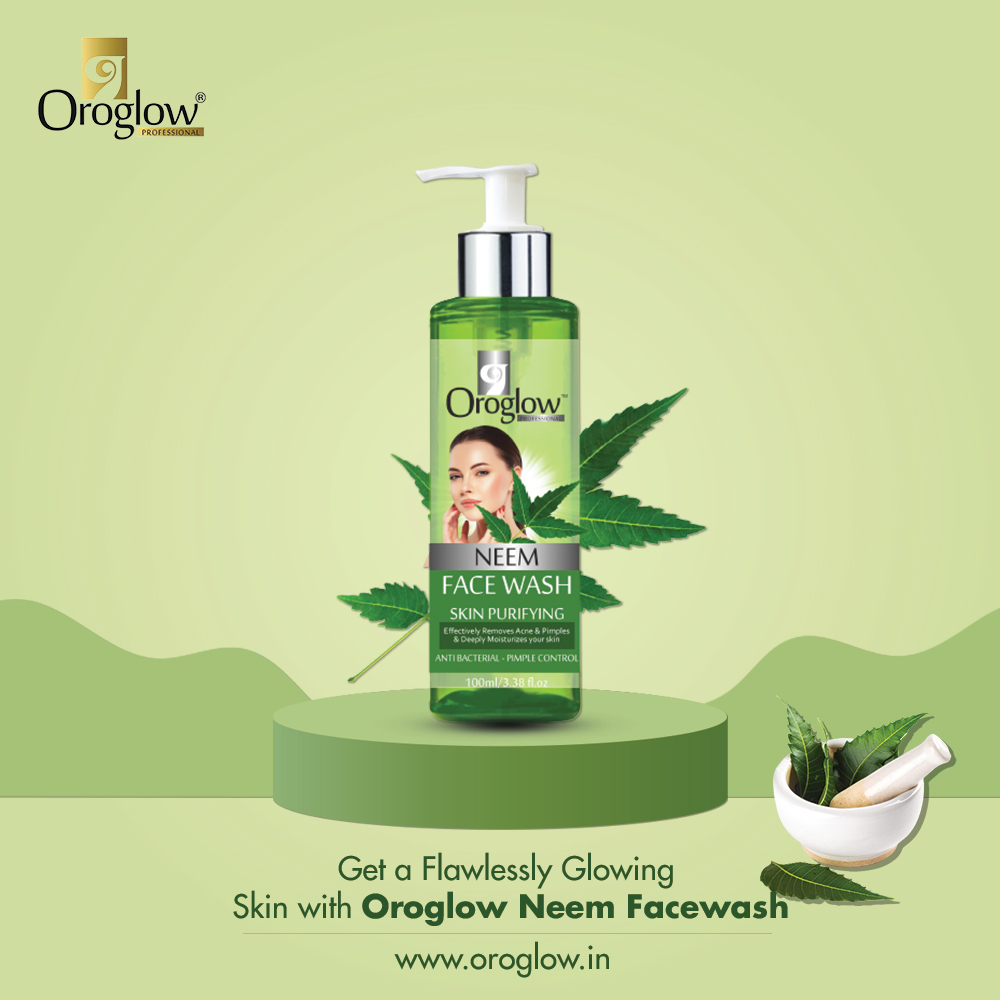 Oroglow®
PROFESSIONAL
Oroglow™
PROFESSIONAL
NEEM
FACE WASH
SKIN PURIFYING
Effectively Removes Acne & Pimples
& Deeply Moisturizes your skin
ANTI BACTERIAL - PIMPLE CONTROL
100ml/3.38 fl.oz
Get a Flawlessly Glowing
Skin with Oroglow Neem Facewash
www.oroglow.in